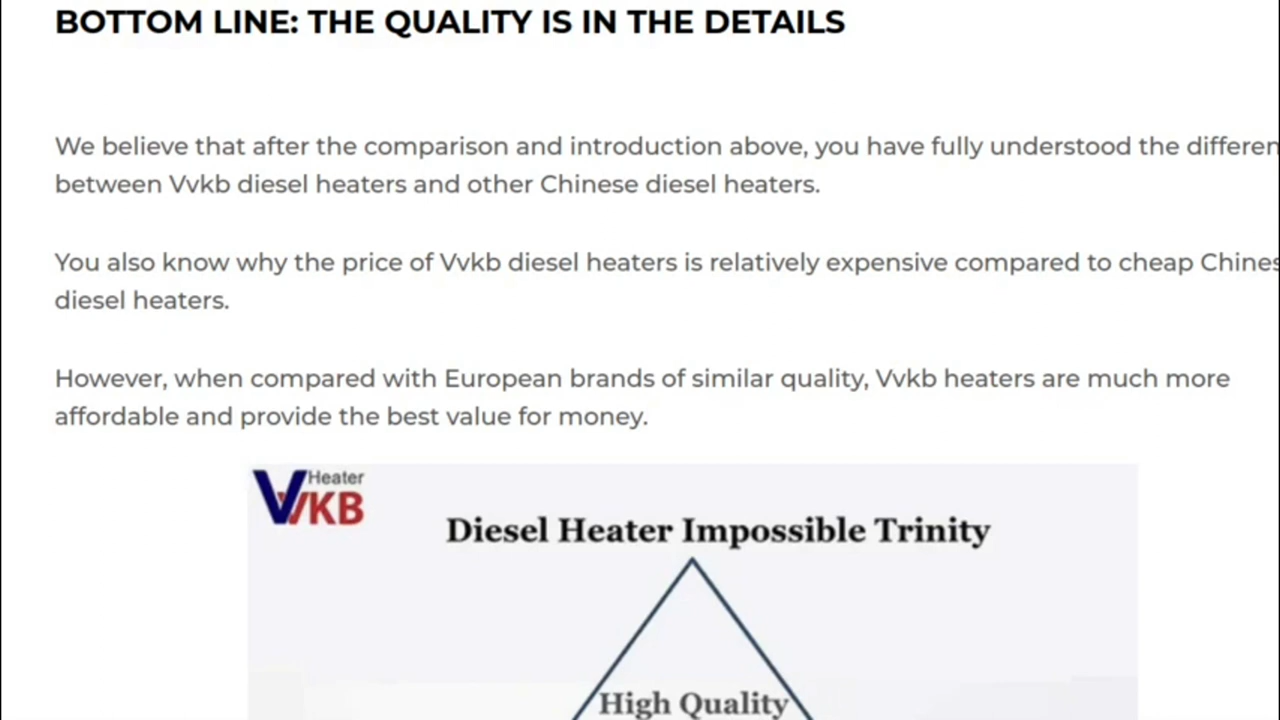 BOTTOM LINE: THE QUALITY IS IN THE DETAILS
We believe that after the comparison and introduction above, you have fully understood the differen
between Vvkb diesel heaters and other Chinese diesel heaters.
You also know why the price of Vvkb diesel heaters is relatively expensive compared to cheap Chines
diesel heaters.
However, when compared with European brands of similar quality, Vvkb heaters are much more
affordable and provide the best value for money.
Heater
VVKB
Diesel Heater Impossible Trinity
High Quality